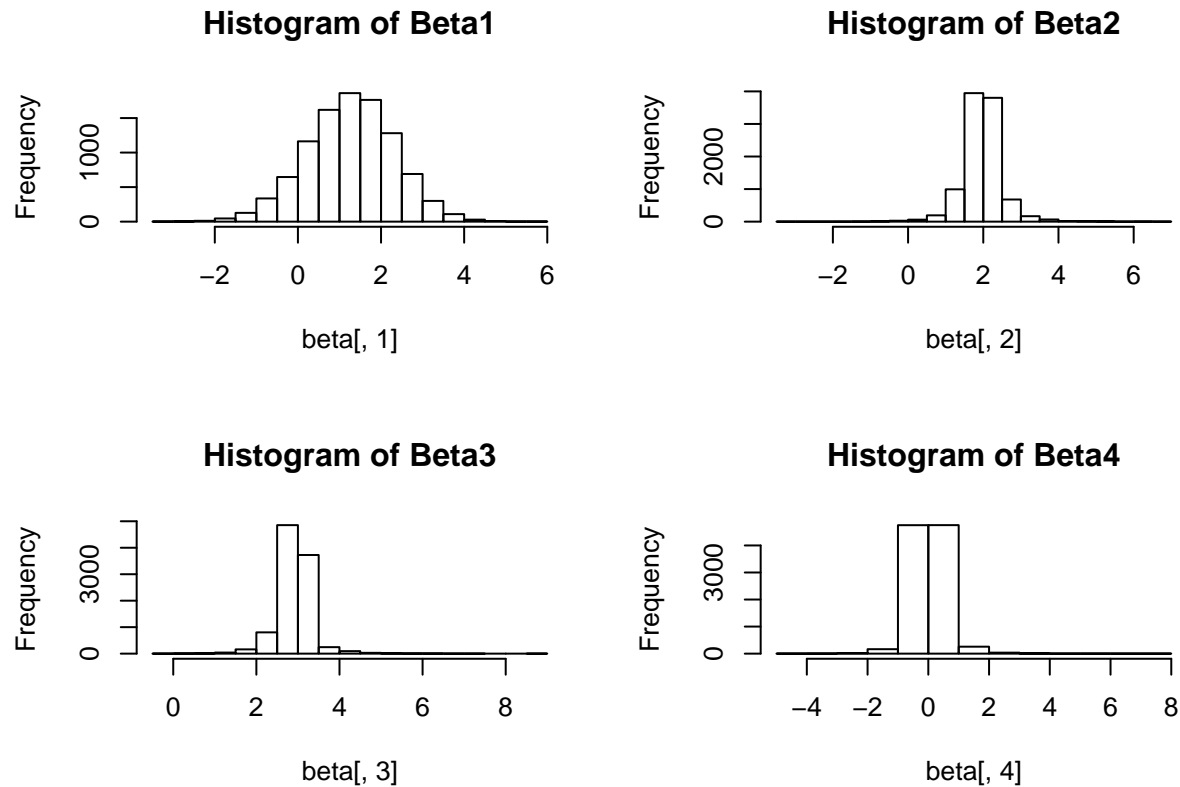 Histogram of Beta1
Frequency
0 1000
−2 0 2 4 6
beta[, 1]
Histogram of Beta2
Frequency
0 2000
−2 0 2 4 6
beta[, 2]
Histogram of Beta3
Frequency
0 3000
0 2 4 6 8
beta[, 3]
Histogram of Beta4
Frequency
0 3000
−4 −2 0 2 4 6 8
beta[, 4]